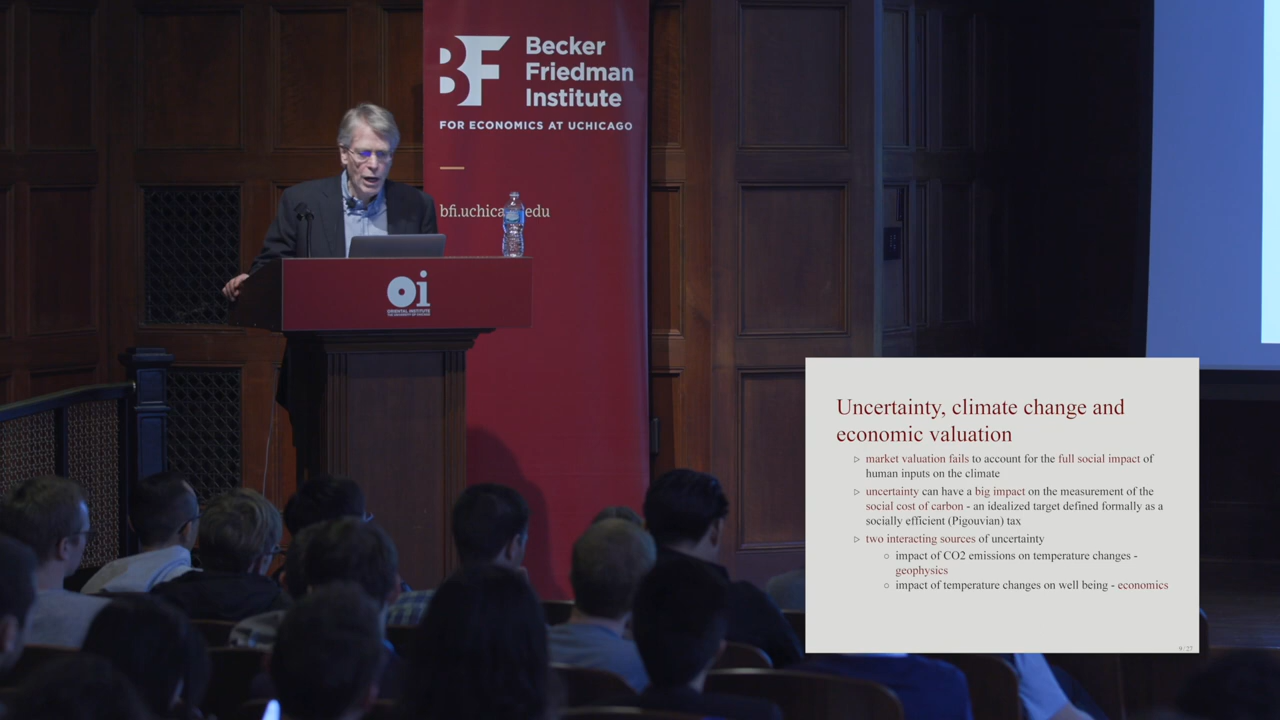 BF
Becker
Friedman
Institute
FOR ECONOMICS AT UCHICAGO
bfi.uchica edu
oi
ORIENTAL INSTITUTE
Uncertainty, climate change and
economic valuation
▷ market valuation fails to account for the full social impact of
human inputs on the climate
▷ uncertainty can have a big impact on the measurement of the
social cost of carbon - an idealized target defined formally as a
socially efficient (Pigouvian) tax
▷ two interacting sources of uncertainty
○ impact of CO2 emissions on temperature changes -
geophysics
○ impact of temperature changes on well being - economics